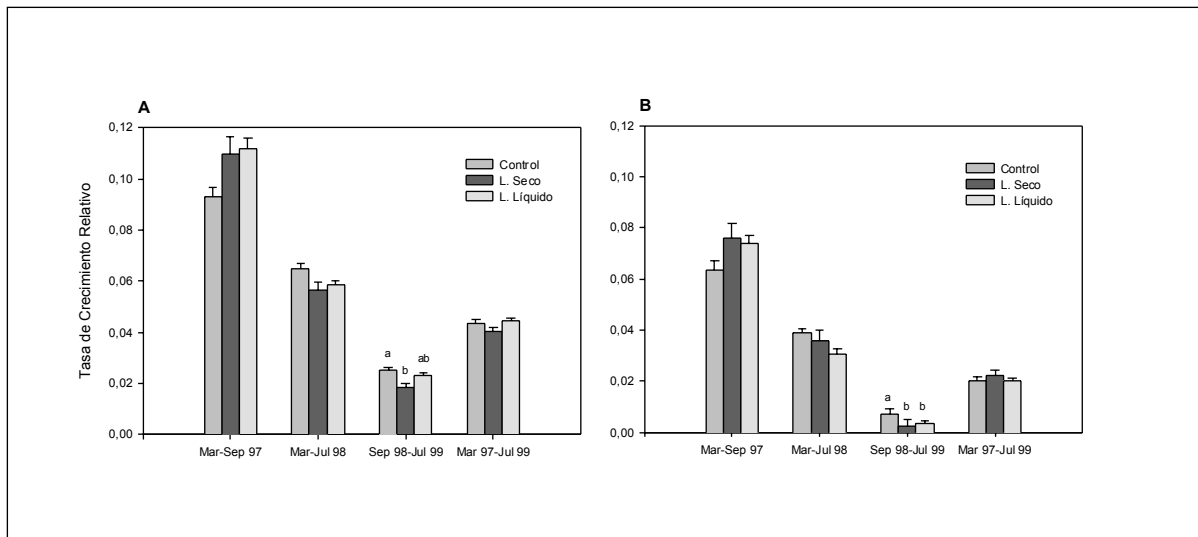 A
Tasa de Crecimiento Relativo
0,12
0,10
0,08
0,06
0,04
0,02
0,00
Control
L. Seco
L. Líquido
a
b
ab
Mar-Sep 97
Mar-Jul 98
Sep 98-Jul 99
Mar 97-Jul 99
B
0,12
0,10
0,08
0,06
0,04
0,02
0,00
Control
L. Seco
L. Líquido
a
b
b
Mar-Sep 97
Mar-Jul 98
Sep 98-Jul 99
Mar 97-Jul 99